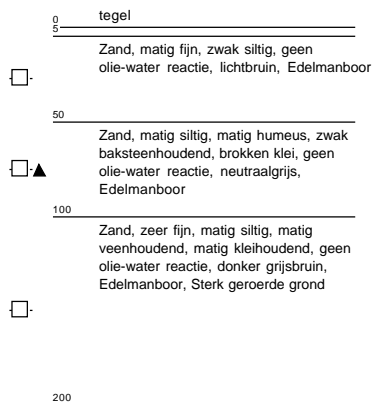 0
tegel
5
Zand, matig fijn, zwak siltig, geen
olie-water reactie, lichtbruin, Edelmanboor
50
Zand, matig siltig, matig humeus, zwak
baksteenhoudend, brokken klei, geen
olie-water reactie, neutraalgrijs,
Edelmanboor
100
Zand, zeer fijn, matig siltig, matig
veenhoudend, matig kleihoudend, geen
olie-water reactie, donker grijsbruin,
Edelmanboor, Sterk geroerde grond
200